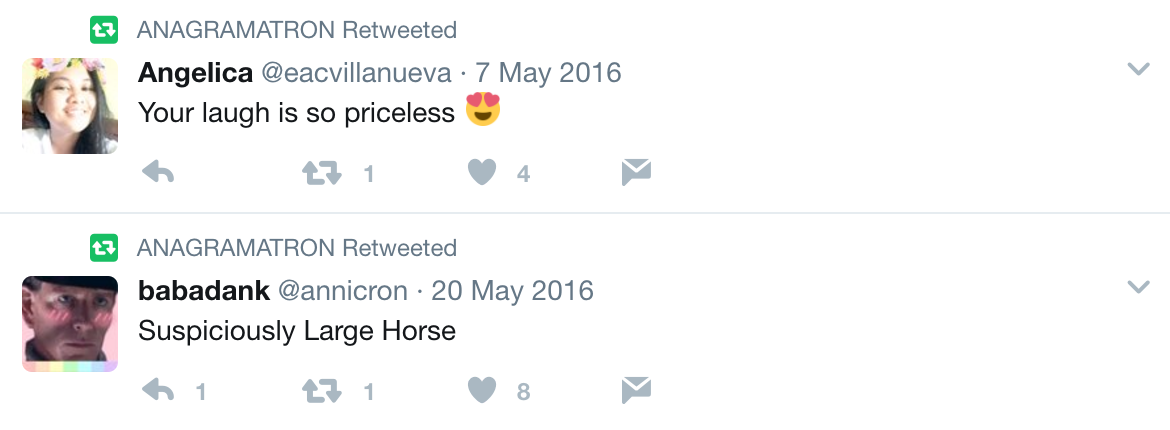 ANAGRAMATRON Retweeted
Angelica @eacvillanueva · 7 May 2016
Your laugh is so priceless 😍
1 4
ANAGRAMATRON Retweeted
babadank @annicron · 20 May 2016
Suspiciously Large Horse
1 1 8